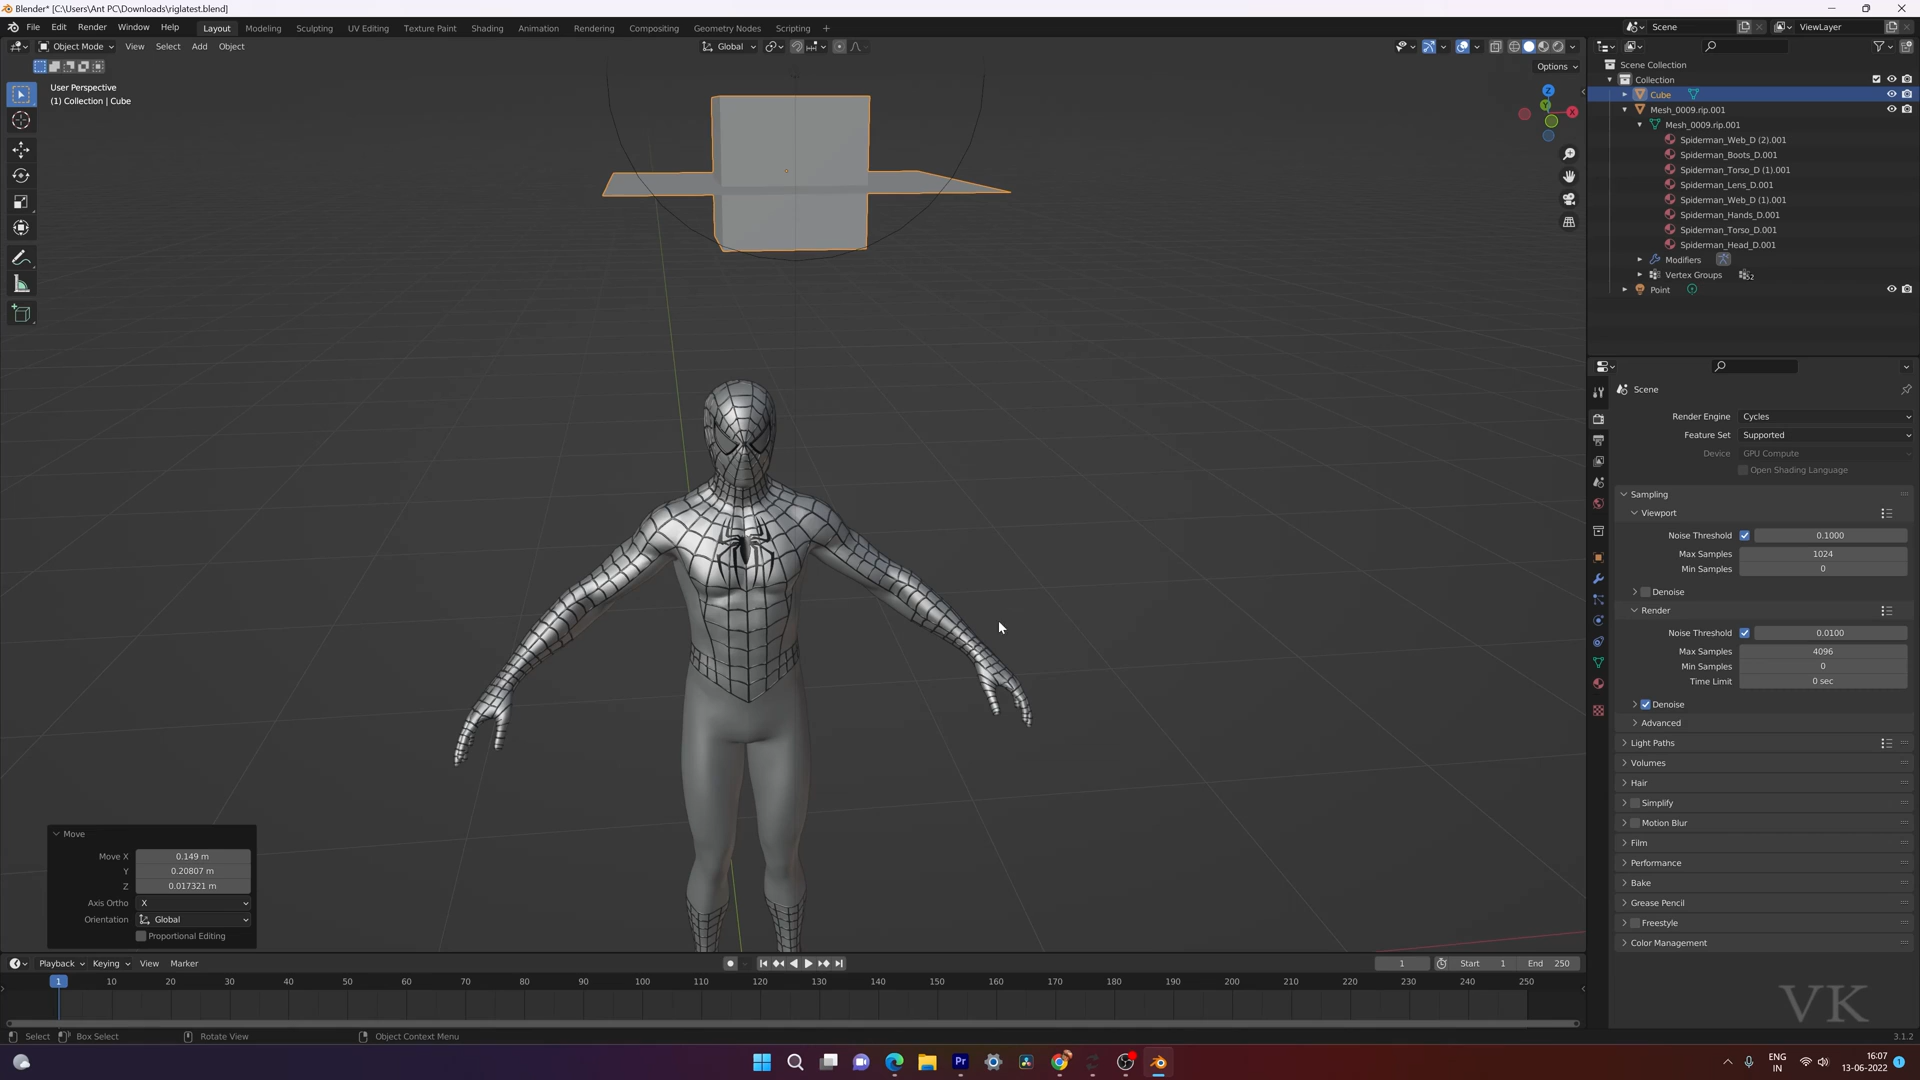 Blender* [C:\Users\Ant PC\Downloads\riglatest.blend]
File Edit Render Window Help Layout Modeling Sculpting UV Editing Texture Paint Shading Animation Rendering Compositing Geometry Nodes Scripting + Scene ViewLayer
Object Mode View Select Add Object Global
Options
User Perspective
(1) Collection | Cube
Z
Y
X
Scene Collection
Collection
Cube
Mesh_0009.rip.001
Mesh_0009.rip.001
Spiderman_Web_D (2).001
Spiderman_Boots_D.001
Spiderman_Torso_D (1).001
Spiderman_Lens_D.001
Spiderman_Web_D (1).001
Spiderman_Hands_D.001
Spiderman_Torso_D.001
Spiderman_Head_D.001
Modifiers
Vertex Groups
Point
Scene
Render Engine Cycles
Feature Set Supported
Device GPU Compute
Open Shading Language
Sampling
Viewport
Noise Threshold 0.1000
Max Samples 1024
Min Samples 0
Denoise
Render
Noise Threshold 0.0100
Max Samples 4096
Min Samples 0
Time Limit 0 sec
Denoise
Advanced
Light Paths
Volumes
Hair
Simplify
Motion Blur
Film
Performance
Bake
Grease Pencil
Freestyle
Color Management
Move
Move X 0.149 m
Y 0.20807 m
Z 0.017321 m
Axis Ortho X
Orientation Global
Proportional Editing
Playback Keying View Marker 1 Start 1 End 250
1 10 20 30 40 50 60 70 80 90 100 110 120 130 140 150 160 170 180 190 200 210 220 230 240 250
VK
Select Box Select Rotate View Object Context Menu 3.1.2
Pr
ENG
IN
16:07
13-06-2022
1